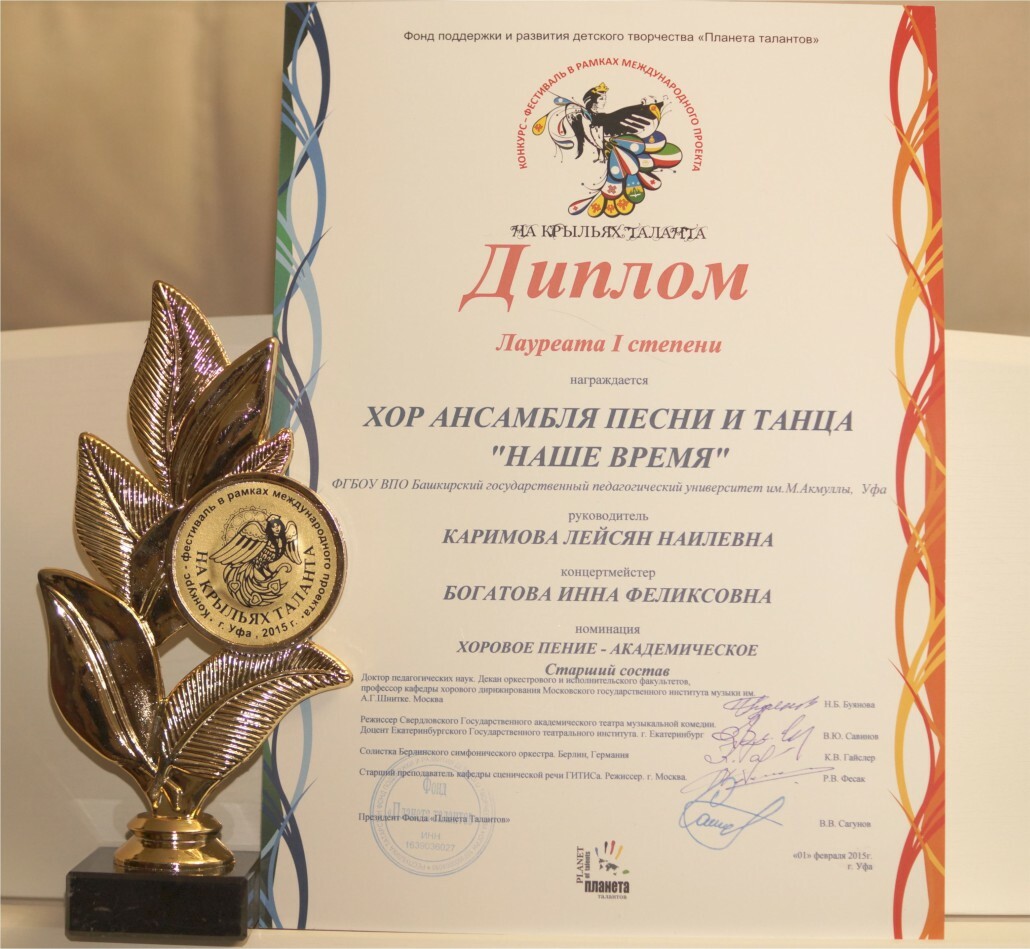 Фонд поддержки и развития детского творчества «Планета талантов»
КОНКУРС - ФЕСТИВАЛЬ В РАМКАХ МЕЖДУНАРОДНОГО ПРОЕКТА
НА КРЫЛЬЯХ ТАЛАНТА
Диплом
Лауреата I степени
награждается
ХОР АНСАМБЛЯ ПЕСНИ И ТАНЦА
"НАШЕ ВРЕМЯ"
ФГБОУ ВПО Башкирский государственный педагогический университет им.М.Акмуллы, Уфа
руководитель
КАРИМОВА ЛЕЙСЯН НАИЛЕВНА
концертмейстер
БОГАТОВА ИННА ФЕЛИКСОВНА
номинация
ХОРОВОЕ ПЕНИЕ - АКАДЕМИЧЕСКОЕ
Старший состав
Доктор педагогических наук. Декан оркестрового и исполнительского факультетов,
профессор кафедры хорового дирижирования Московского государственного института музыки им.
А.Г.Шнитке. Москва
Н.Б. Буянова
Режиссер Свердловского Государственного академического театра музыкальной комедии.
Доцент Екатеринбургского Государственного театрального института. г. Екатеринбург
В.Ю. Савинов
Солистка Берлинского симфонического оркестра. Берлин, Германия
К.В. Гайслер
Старший преподаватель кафедры сценической речи ГИТИСа. Режиссер. г. Москва.
Р.В. Фесак
Президент Фонда «Планета Талантов»
В.В. Сагунов
Фонд
Планета талантов
ИНН
«01» февраля 2015г.
г. Уфа
PLANET
of talents
планета
талантов
Конкурс - фестиваль в рамках международного проекта
НА КРЫЛЬЯХ ТАЛАНТА
г. Уфа, 2015 г.